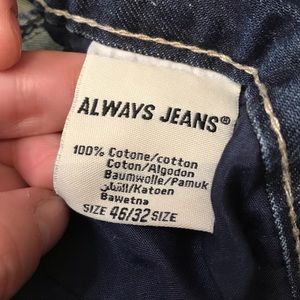 ALWAYS JEANS®
100% Cotone/cotton
Coton/Algodon
Baumwolle/Pamuk
القطن/Katoen
Bawetna
SIZE 46/32 SIZE